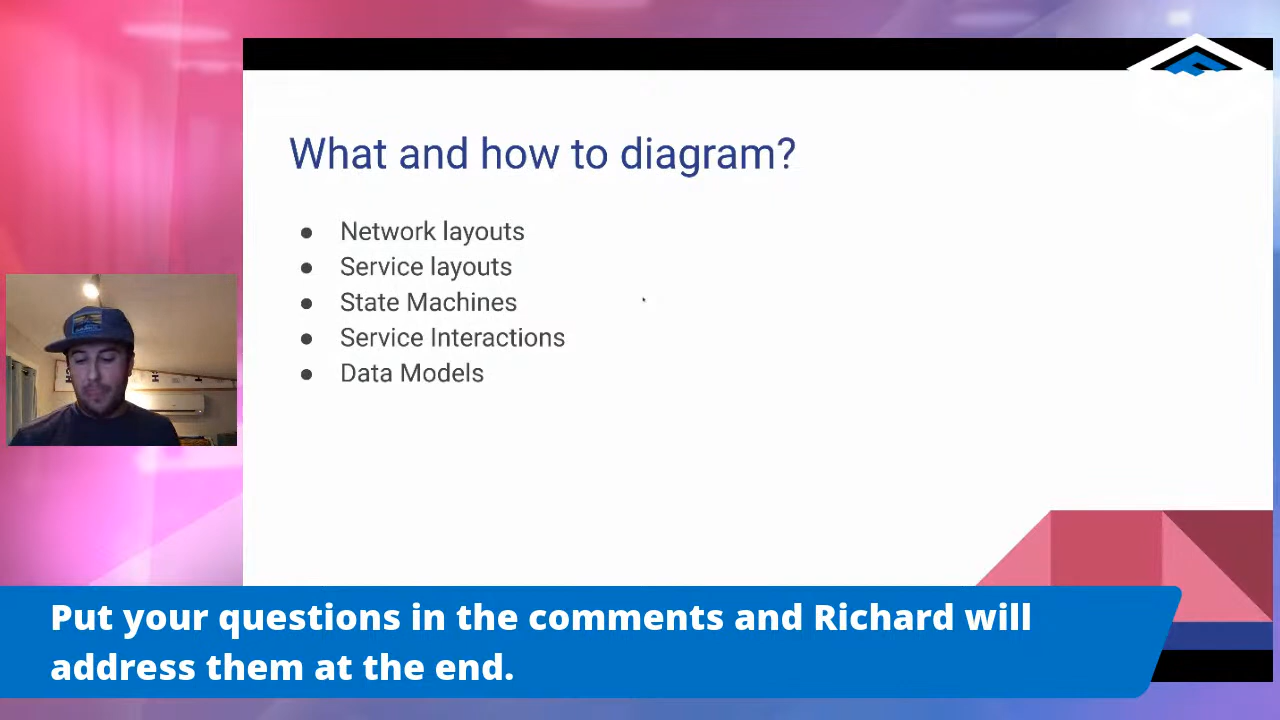 What and how to diagram?
● Network layouts
● Service layouts
● State Machines
● Service Interactions
● Data Models
Put your questions in the comments and Richard will
address them at the end.